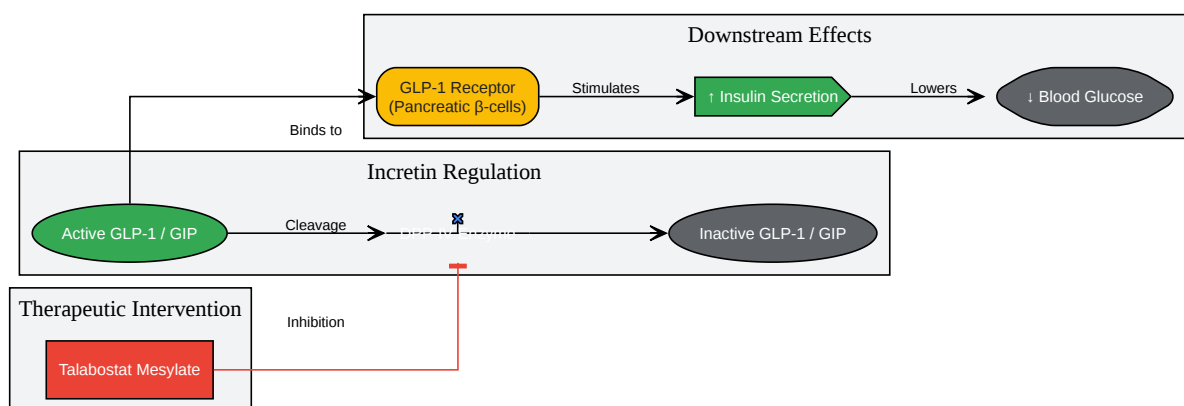 Downstream Effects
GLP-1 Receptor
(Pancreatic β-cells)
Stimulates
↑ Insulin Secretion
Lowers
↓ Blood Glucose
Binds to
Incretin Regulation
Active GLP-1 / GIP
Cleavage
Inactive GLP-1 / GIP
Therapeutic Intervention
Inhibition
Talabostat Mesylate